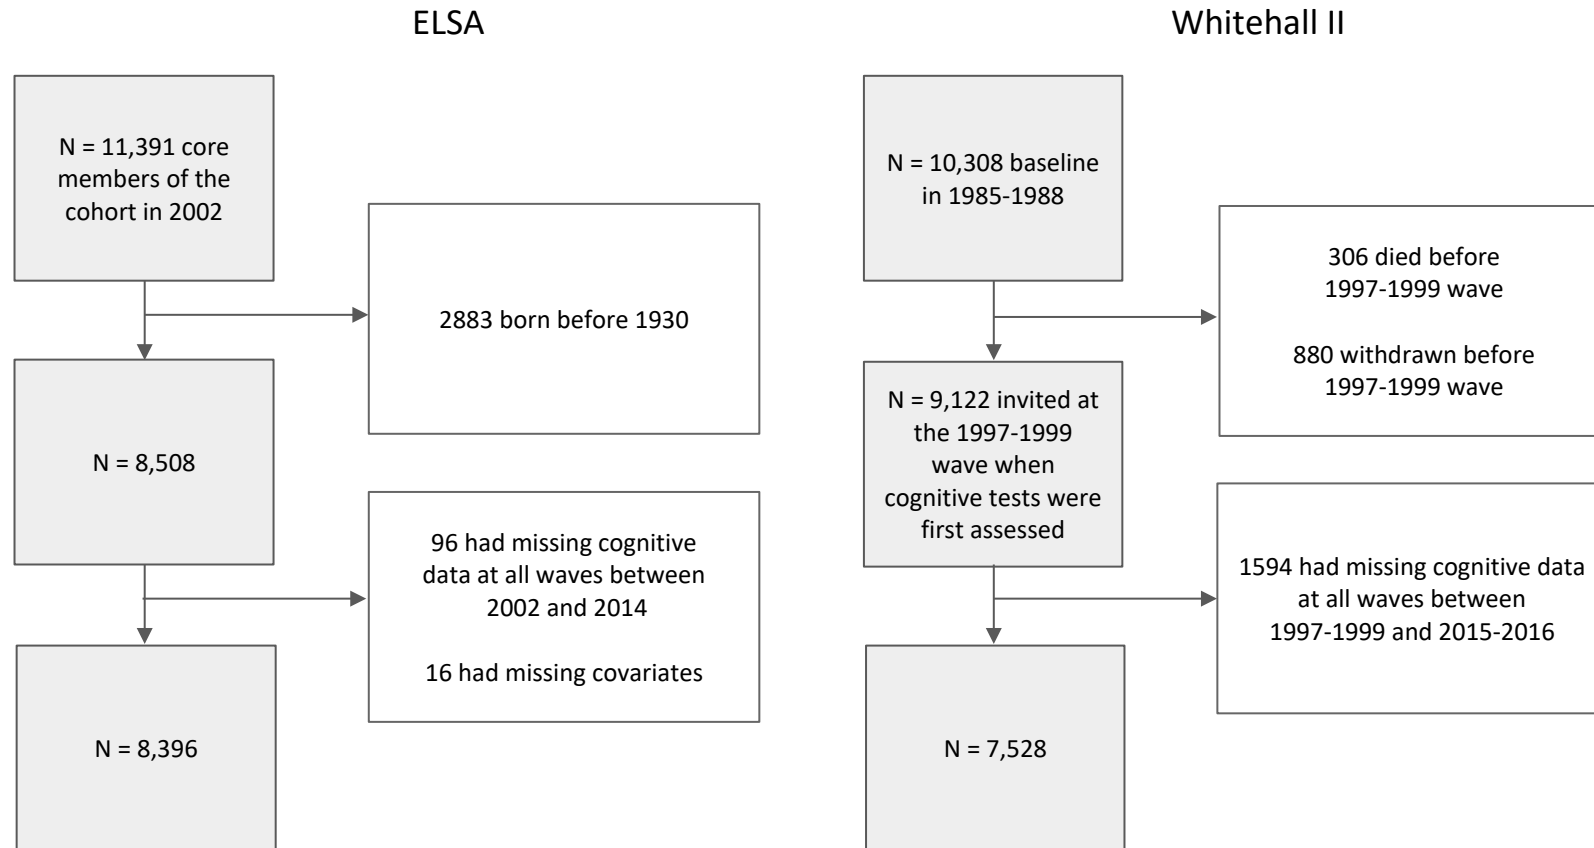 ELSA
N = 11,391 core
members of the
cohort in 2002
2883 born before 1930
N = 8,508
96 had missing cognitive
data at all waves between
2002 and 2014
16 had missing covariates
N = 8,396
Whitehall II
N = 10,308 baseline
in 1985-1988
306 died before
1997-1999 wave
880 withdrawn before
1997-1999 wave
N = 9,122 invited at
the 1997-1999
wave when
cognitive tests were
first assessed
1594 had missing cognitive data
at all waves between
1997-1999 and 2015-2016
N = 7,528